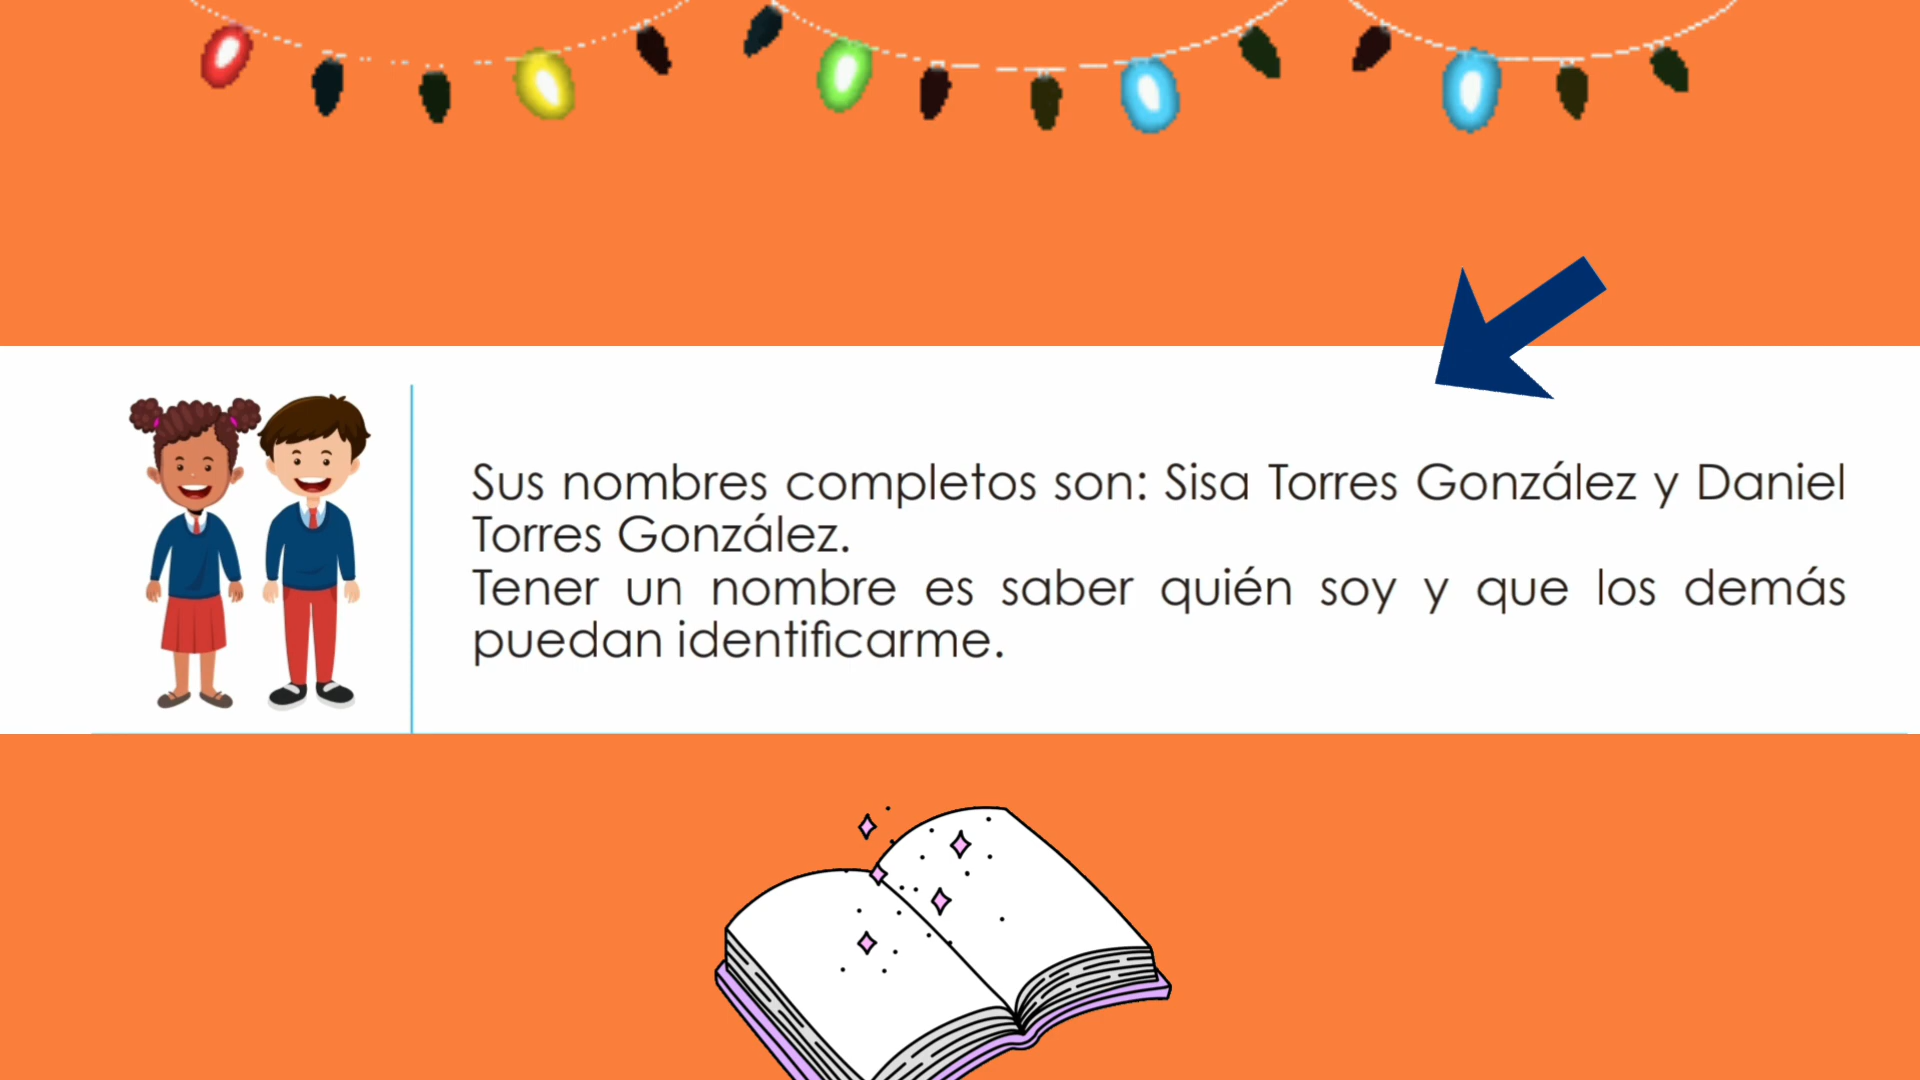 Sus nombres completos son: Sisa Torres González y Daniel
Torres González.
Tener un nombre es saber quién soy y que los demás
puedan identificarme.